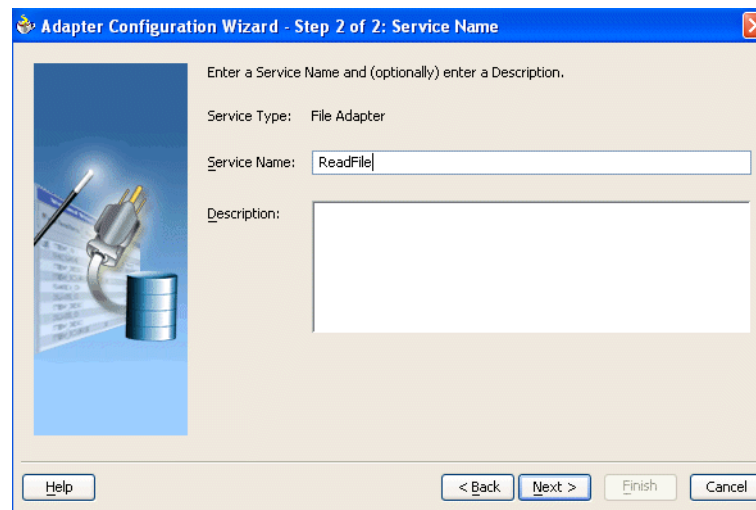 Adapter Configuration Wizard - Step 2 of 2: Service Name
Enter a Service Name and (optionally) enter a Description.
Service Type: File Adapter
Service Name: ReadFile
Description:
Help < Back Next > Finish Cancel